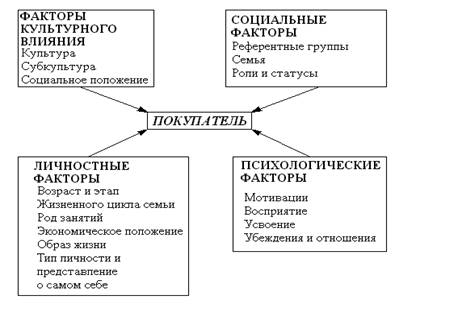 ФАКТОРЫ
КУЛЬТУРНОГО
ВЛИЯНИЯ
Культура
Субкультура
Социальное положение
СОЦИАЛЬНЫЕ
ФАКТОРЫ
Референтные группы
Семья
Роли и статусы
ПОКУПАТЕЛЬ
ЛИЧНОСТНЫЕ
ФАКТОРЫ
Возраст и этап
Жизненного цикла семьи
Род занятий
Экономическое положение
Образ жизни
Тип личности и
представление
о самом себе
ПСИХОЛОГИЧЕСКИЕ
ФАКТОРЫ
Мотивации
Восприятие
Усвоение
Убеждения и отношения